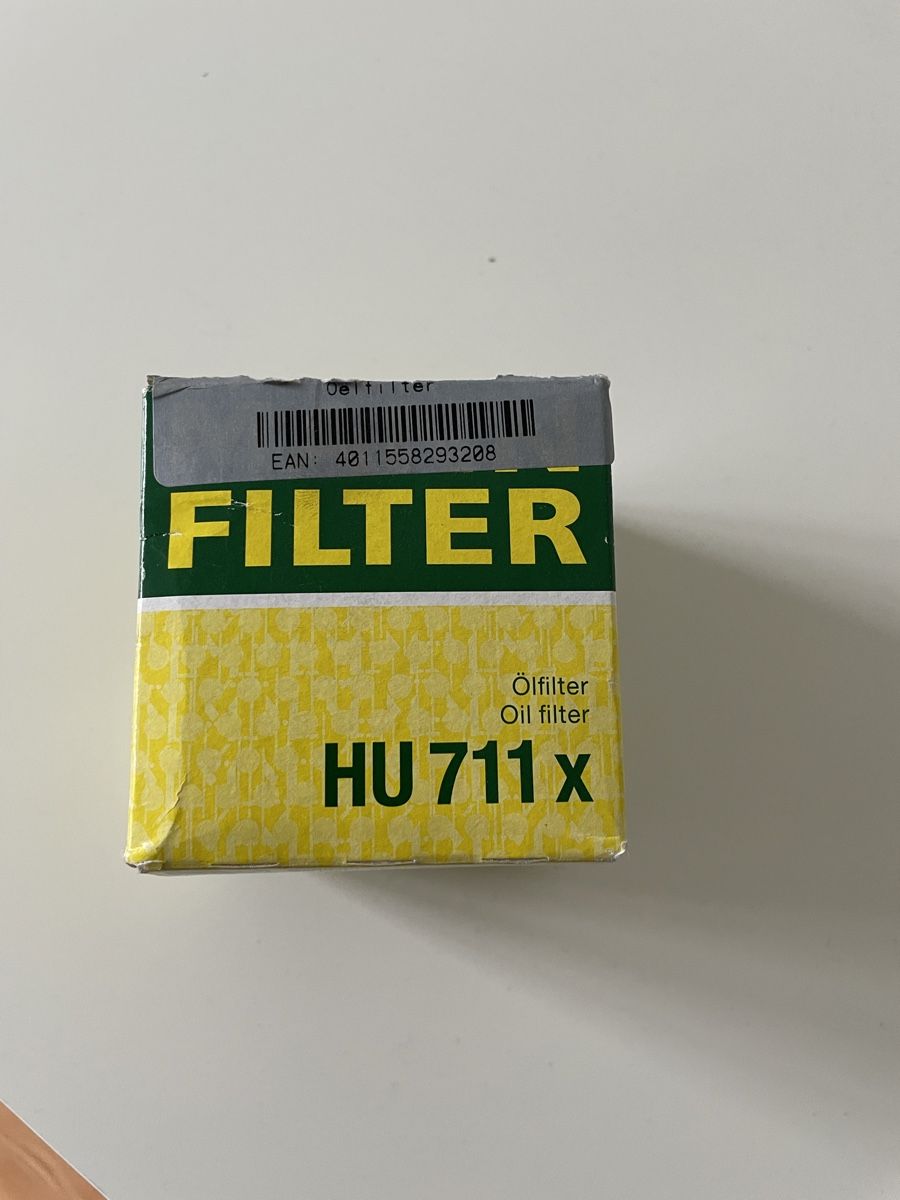 Oelfilter
EAN: 4011558293208
FILTER
Ölfilter
Oil filter
HU 711 x